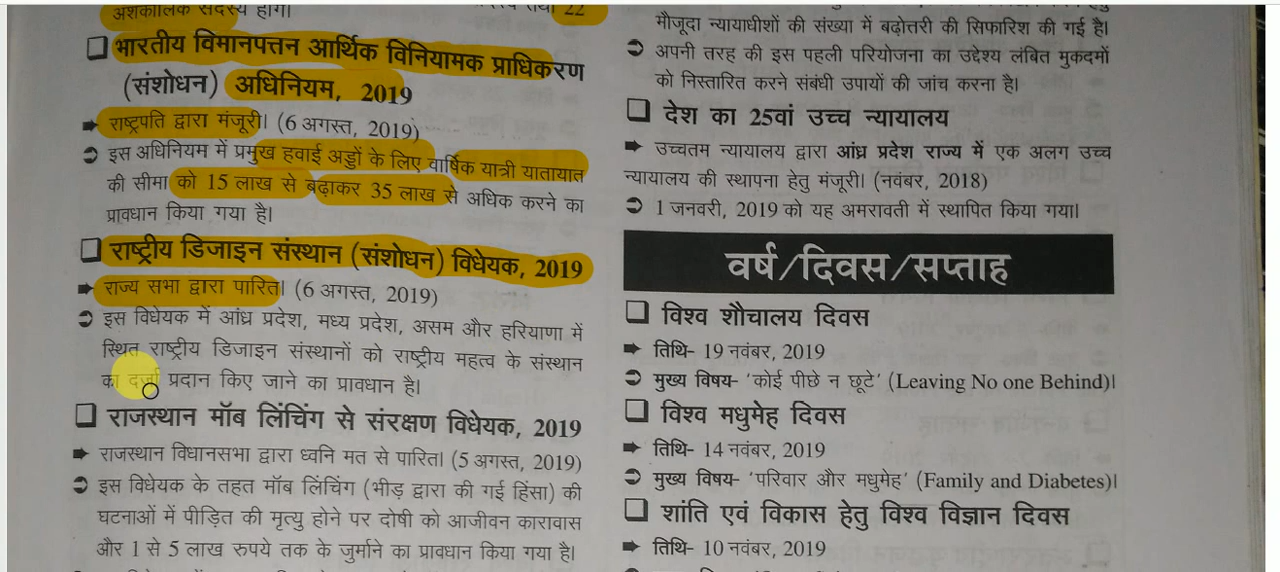 अंशकालिक सदस्य होंगे।
तथा 22
❑ भारतीय विमानपत्तन आर्थिक विनियामक प्राधिकरण
(संशोधन) अधिनियम, 2019
➨ राष्ट्रपति द्वारा मंजूरी। (6 अगस्त, 2019)
➲ इस अधिनियम में प्रमुख हवाई अड्डों के लिए वार्षिक यात्री यातायात
की सीमा को 15 लाख से बढ़ाकर 35 लाख से अधिक करने का
प्रावधान किया गया है।
❑ राष्ट्रीय डिजाइन संस्थान (संशोधन) विधेयक, 2019
➨ राज्य सभा द्वारा पारित। (6 अगस्त, 2019)
➲ इस विधेयक में आंध्र प्रदेश, मध्य प्रदेश, असम और हरियाणा में
स्थित राष्ट्रीय डिजाइन संस्थानों को राष्ट्रीय महत्व के संस्थान
का दर्जा प्रदान किए जाने का प्रावधान है।
❑ राजस्थान मॉब लिंचिंग से संरक्षण विधेयक, 2019
➨ राजस्थान विधानसभा द्वारा ध्वनि मत से पारित। (5 अगस्त, 2019)
➲ इस विधेयक के तहत मॉब लिंचिंग (भीड़ द्वारा की गई हिंसा) की
घटनाओं में पीड़ित की मृत्यु होने पर दोषी को आजीवन कारावास
और 1 से 5 लाख रुपये तक के जुर्माने का प्रावधान किया गया है।
मौजूदा न्यायाधीशों की संख्या में बढ़ोत्तरी की सिफारिश की गई है।
➲ अपनी तरह की इस पहली परियोजना का उद्देश्य लंबित मुकदमों
को निस्तारित करने संबंधी उपायों की जांच करना है।
❑ देश का 25वां उच्च न्यायालय
➨ उच्चतम न्यायालय द्वारा आंध्र प्रदेश राज्य में एक अलग उच्च
न्यायालय की स्थापना हेतु मंजूरी। (नवंबर, 2018)
➲ 1 जनवरी, 2019 को यह अमरावती में स्थापित किया गया।
वर्ष/दिवस/सप्ताह
❑ विश्व शौचालय दिवस
➨ तिथि- 19 नवंबर, 2019
➲ मुख्य विषय- 'कोई पीछे न छूटे' (Leaving No one Behind)।
❑ विश्व मधुमेह दिवस
➨ तिथि- 14 नवंबर, 2019
➲ मुख्य विषय- 'परिवार और मधुमेह' (Family and Diabetes)।
❑ शांति एवं विकास हेतु विश्व विज्ञान दिवस
➨ तिथि- 10 नवंबर, 2019